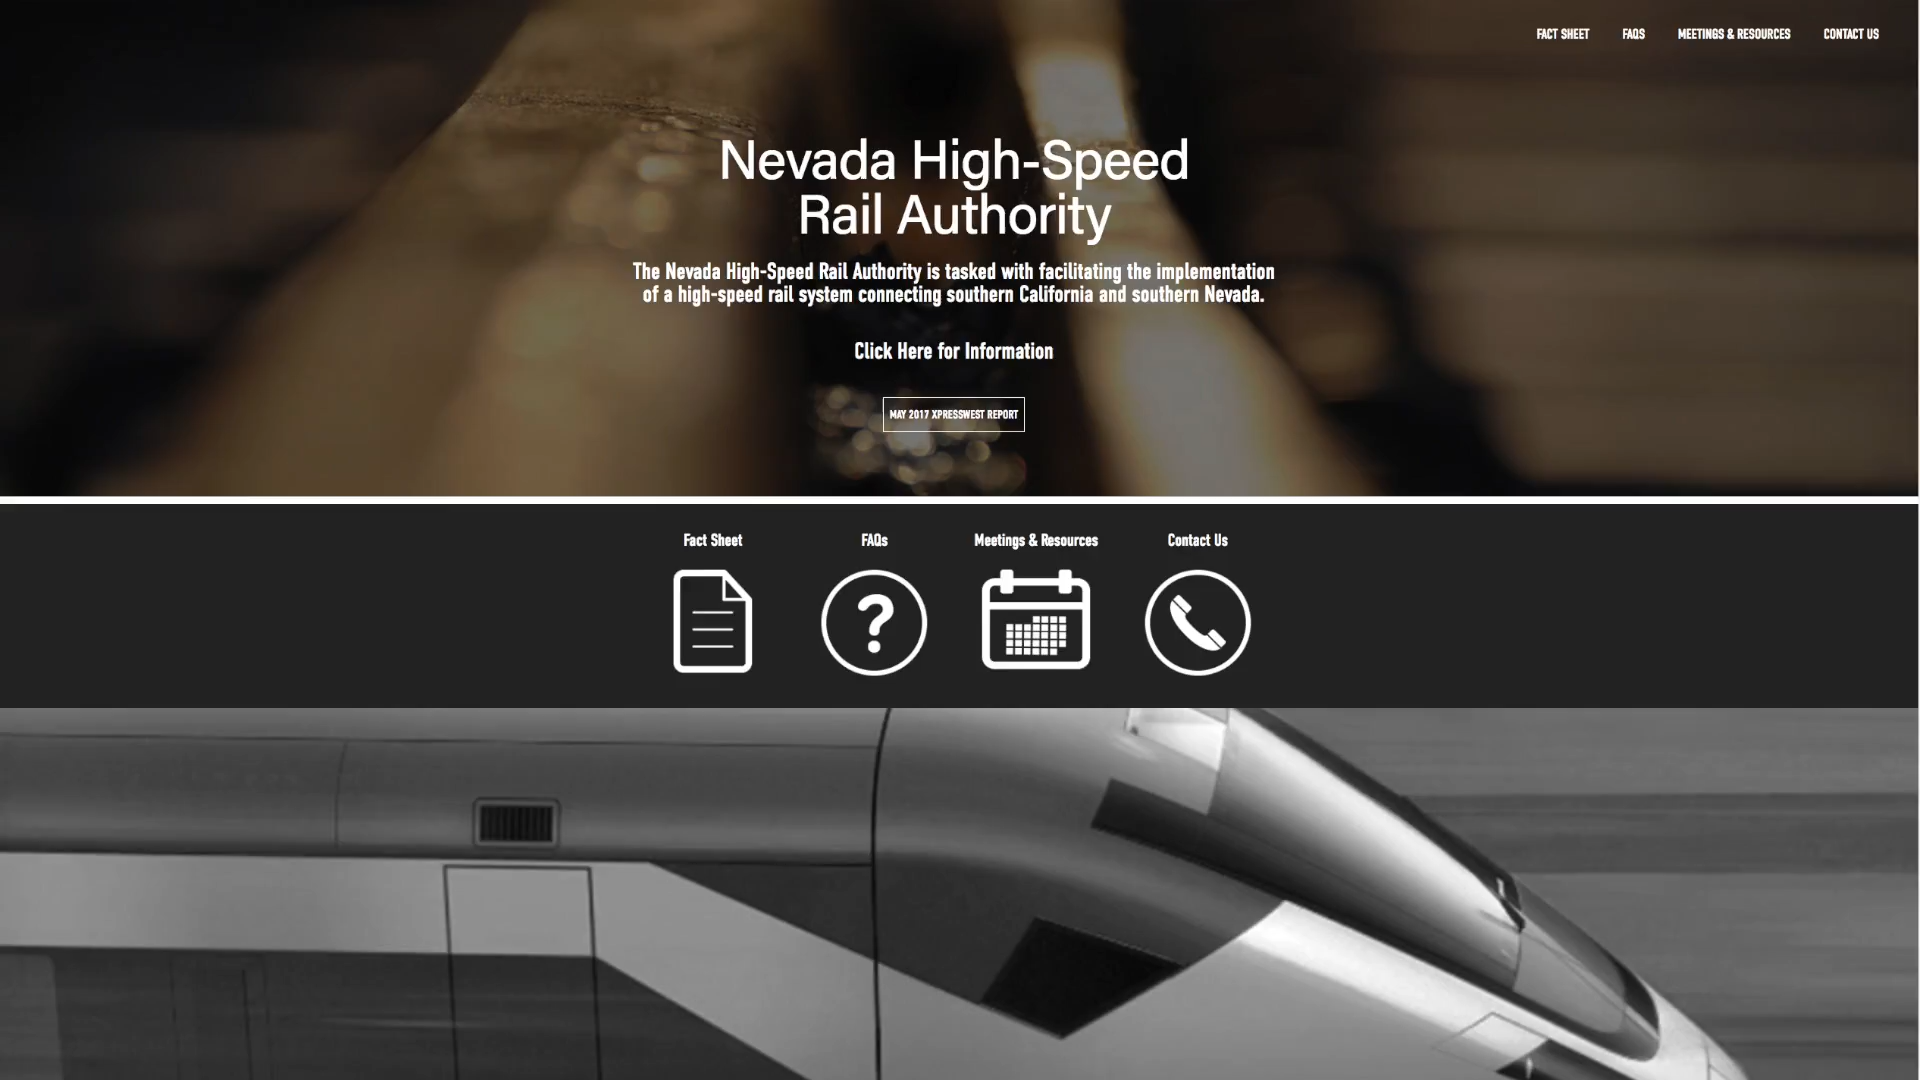 FACT SHEET FAQS MEETINGS & RESOURCES CONTACT US
Nevada High-Speed
Rail Authority
The Nevada High-Speed Rail Authority is tasked with facilitating the implementation
of a high-speed rail system connecting southern California and southern Nevada.
Click Here for Information
MAY 2017 XPRESSWEST REPORT
Fact Sheet FAQs Meetings & Resources Contact Us